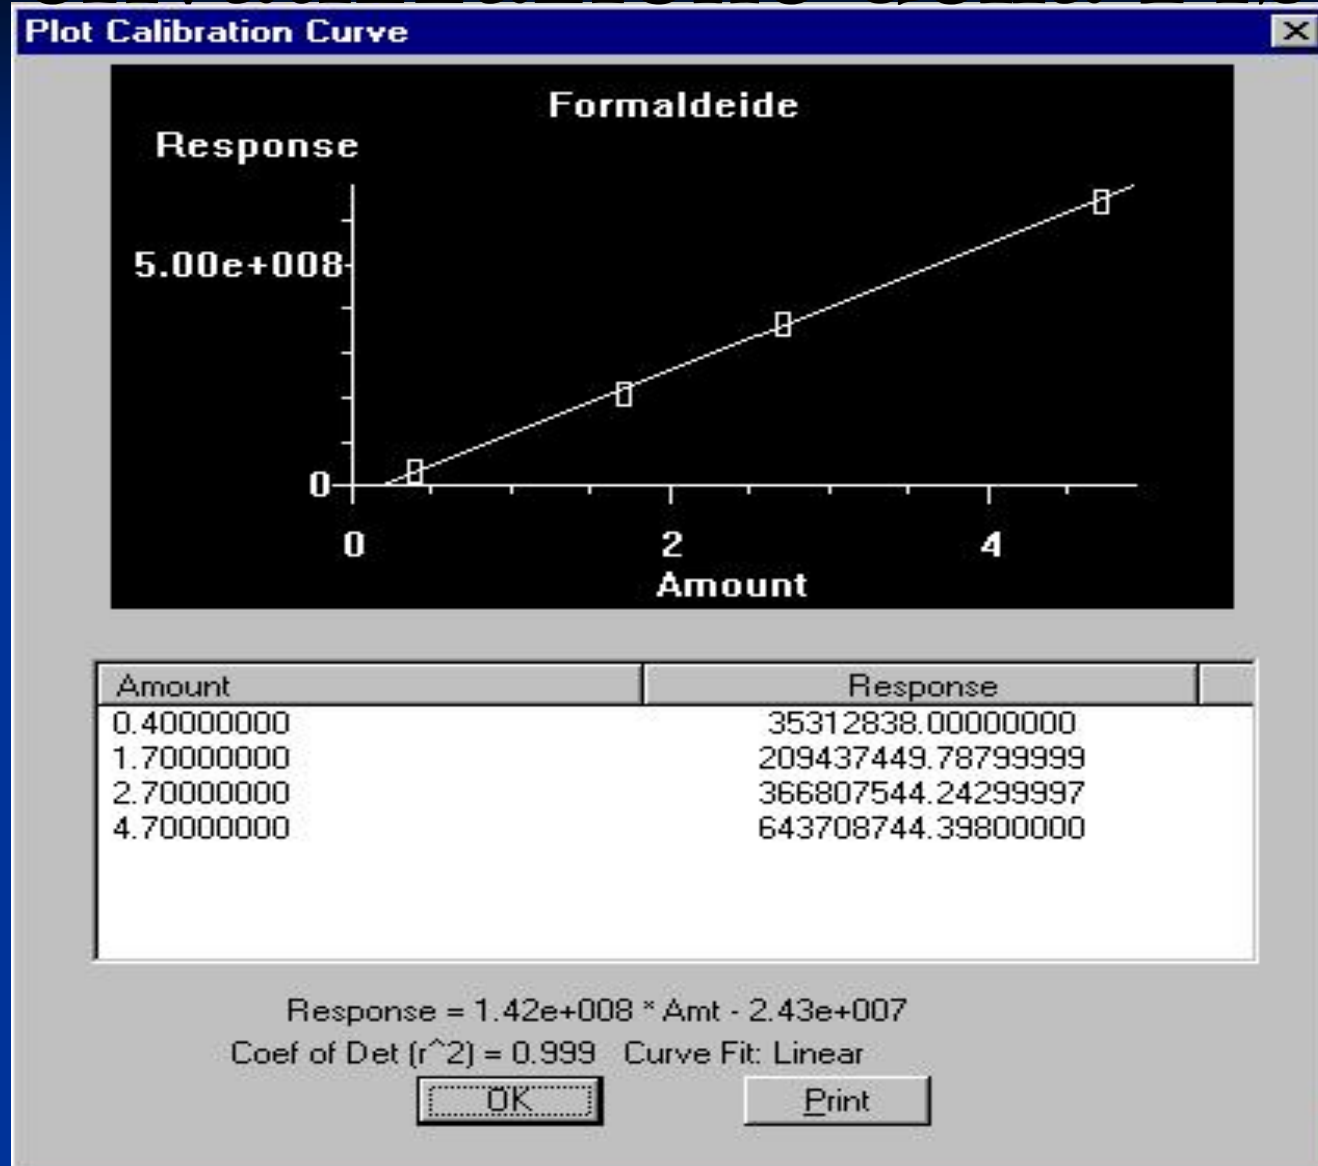 Plot Calibration Curve
Formaldeide
Response
5.00e+008
0
0 2 4
Amount
Amount Response
0.40000000 35312838.00000000
1.70000000 209437449.78799999
2.70000000 366807544.24299997
4.70000000 643708744.39800000
Response = 1.42e+008 * Amt - 2.43e+007
Coef of Det (r^2) = 0.999 Curve Fit: Linear
OK Print